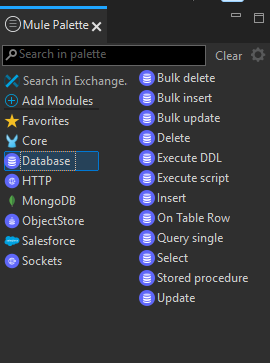 Mule Palette
Search in palette
Clear
Search in Exchange.
Add Modules
Favorites
Core
Database
HTTP
MongoDB
ObjectStore
Salesforce
Sockets
Bulk delete
Bulk insert
Bulk update
Delete
Execute DDL
Execute script
Insert
On Table Row
Query single
Select
Stored procedure
Update